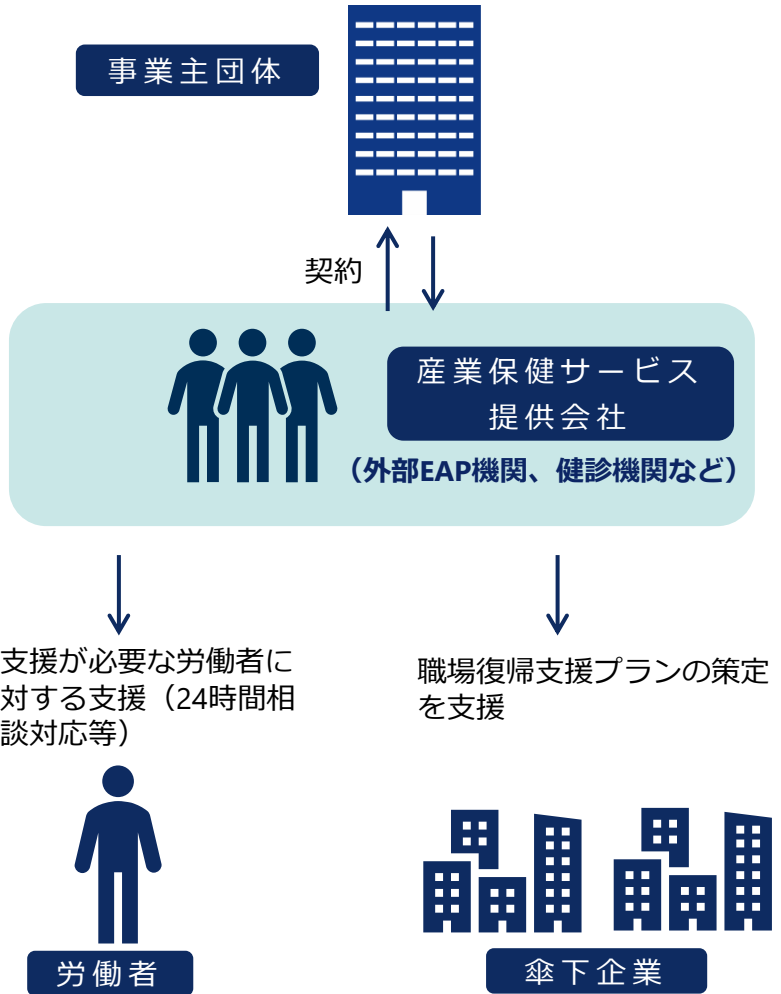 事業主団体
契約
産業保健サービス
提供会社
（外部EAP機関、健診機関など）
支援が必要な労働者に
対する支援（24時間相
談対応等）
職場復帰支援プランの策定
を支援
労働者
傘下企業